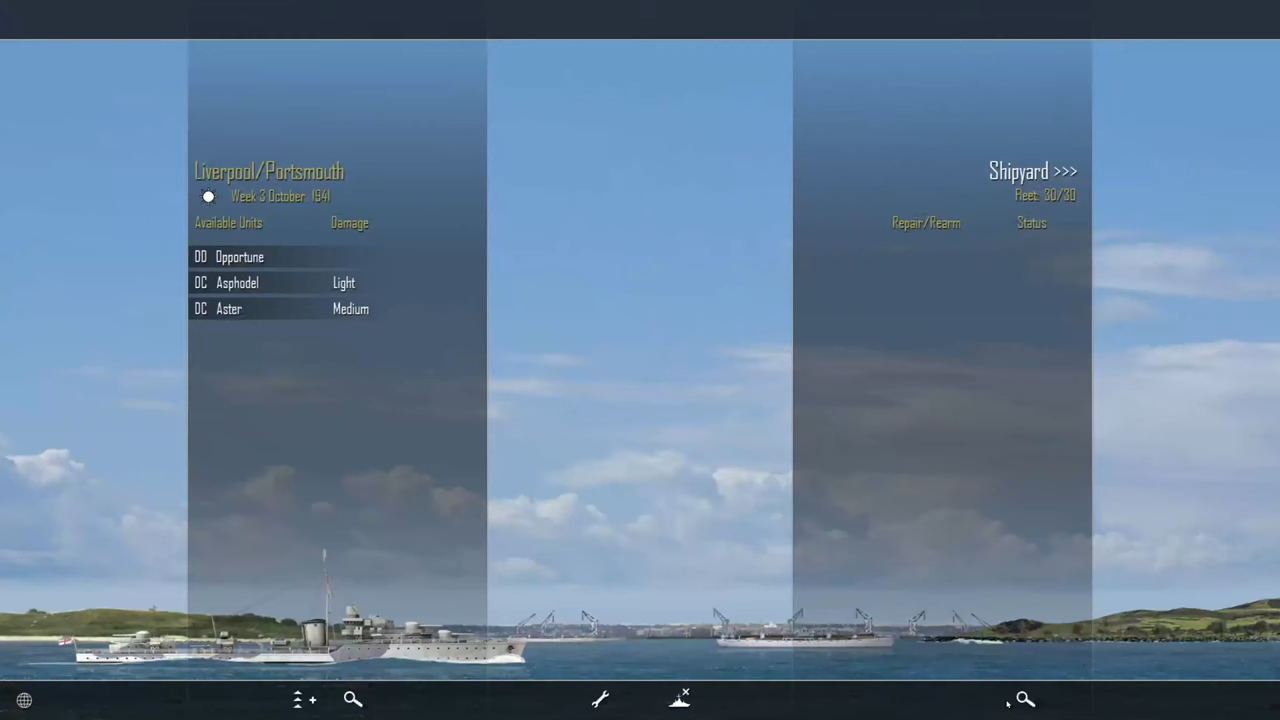 Liverpool/Portsmouth
Week 3 October 1941
Available Units Damage
DD Opportune
DC Asphodel Light
DC Aster Medium
Shipyard >>>
Fleet: 30/30
Repair/Rearm Status